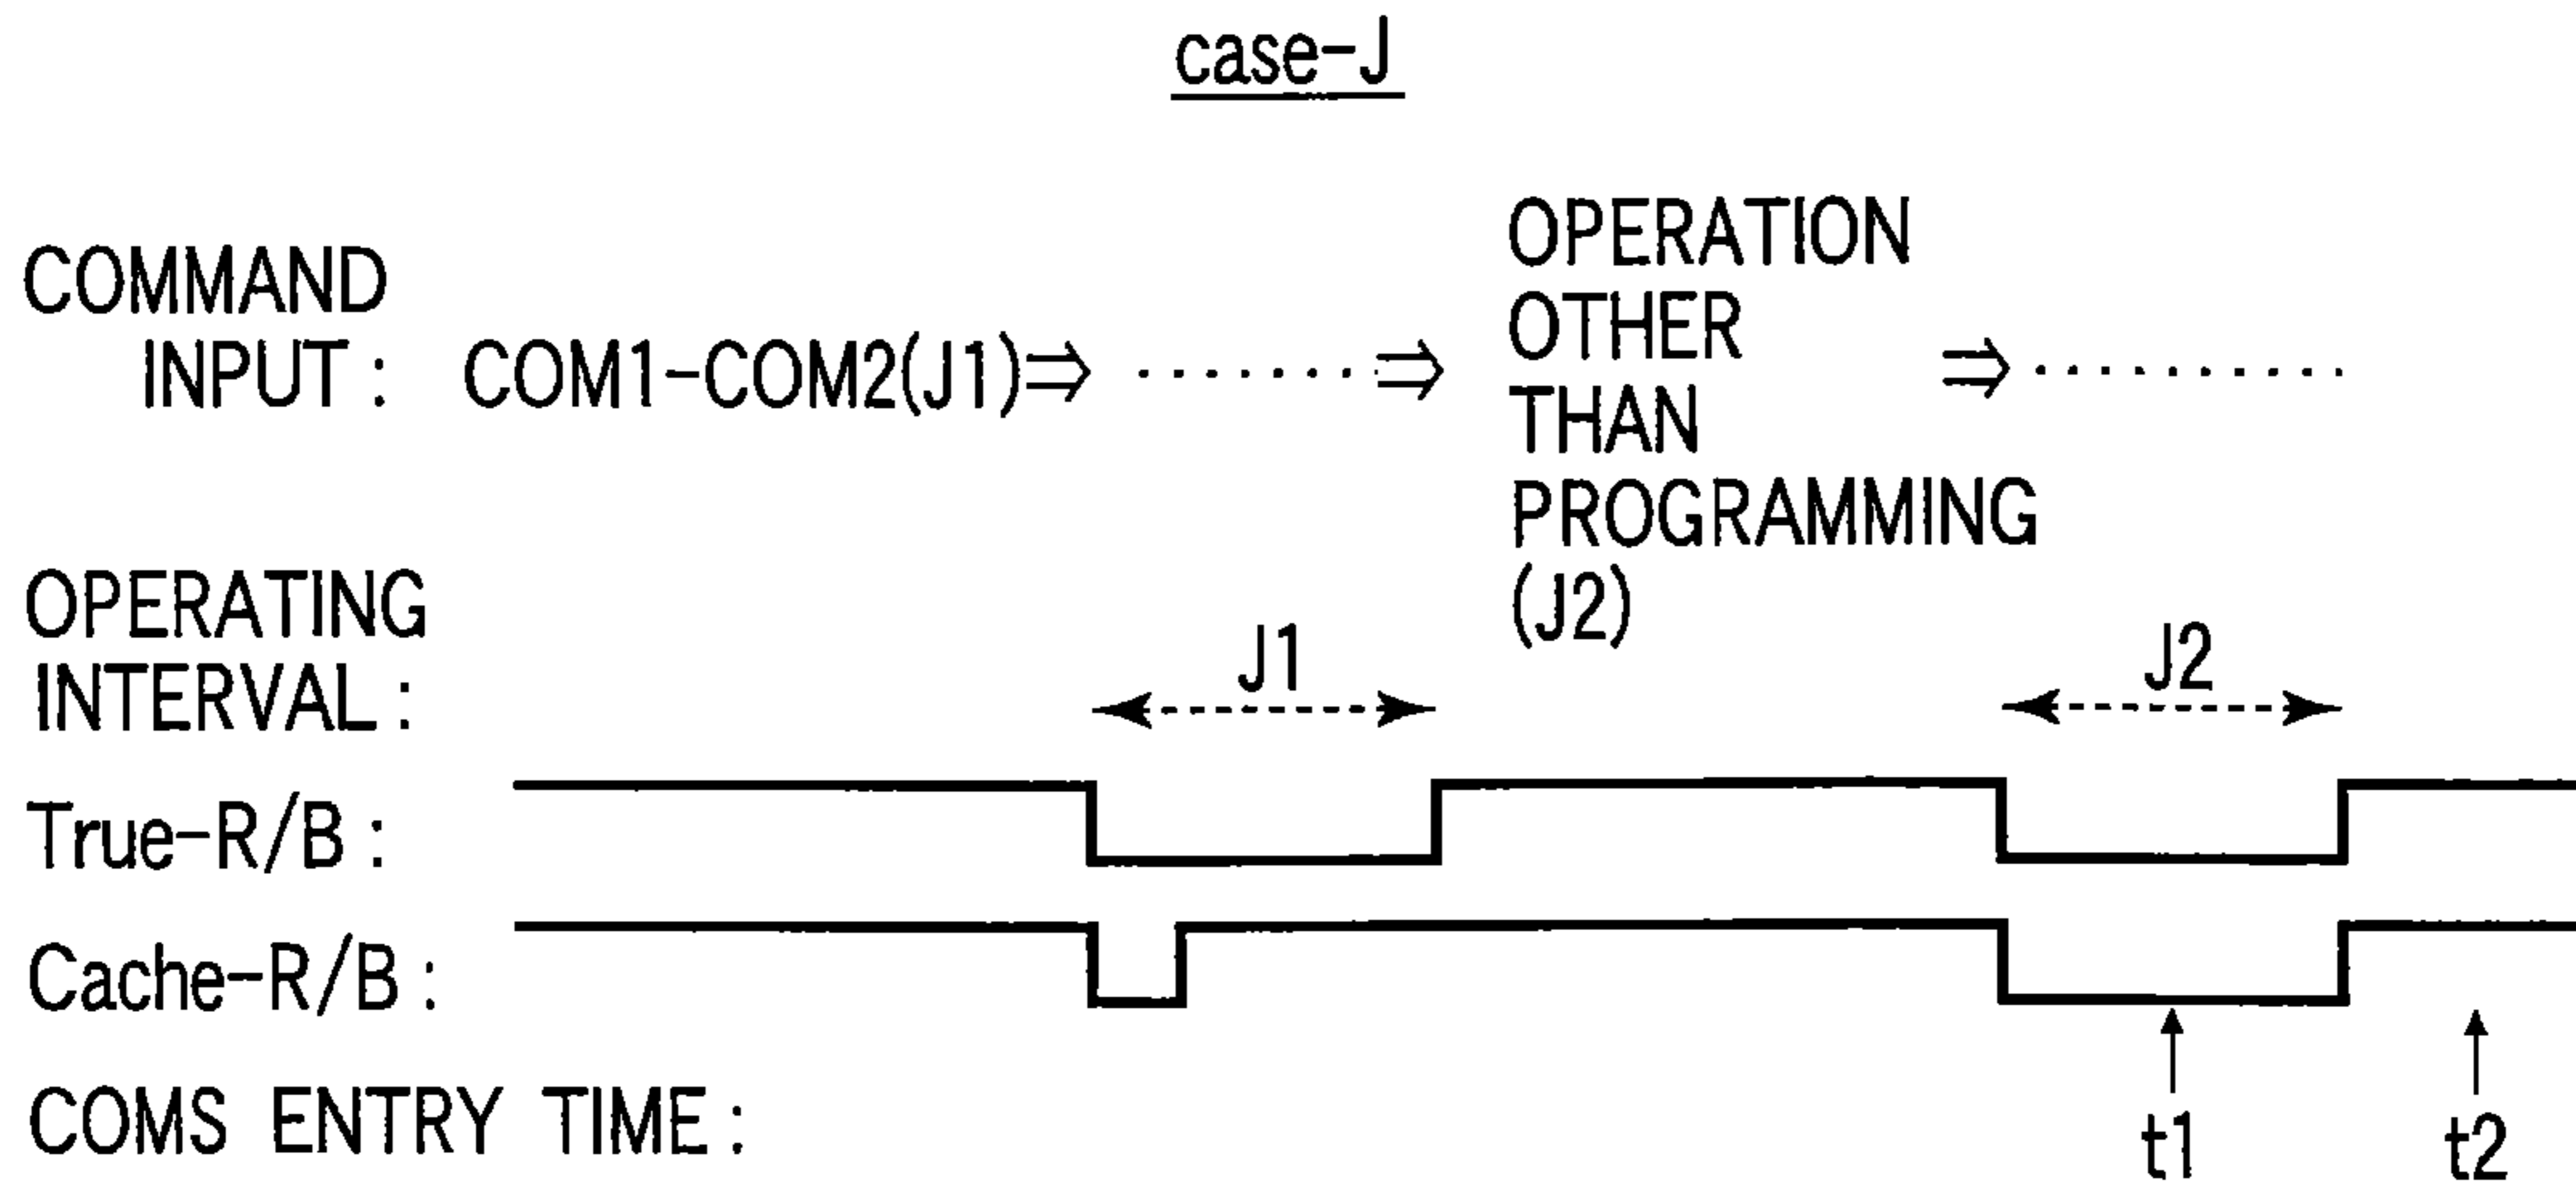 case-J
COMMAND
INPUT : COM1-COM2(J1)⇒ ········⇒
OPERATION
OTHER
THAN
PROGRAMMING
(J2)
⇒ ··········
OPERATING
INTERVAL :
J1
J2
True-R/B :
Cache-R/B :
COMS ENTRY TIME :
t1
t2